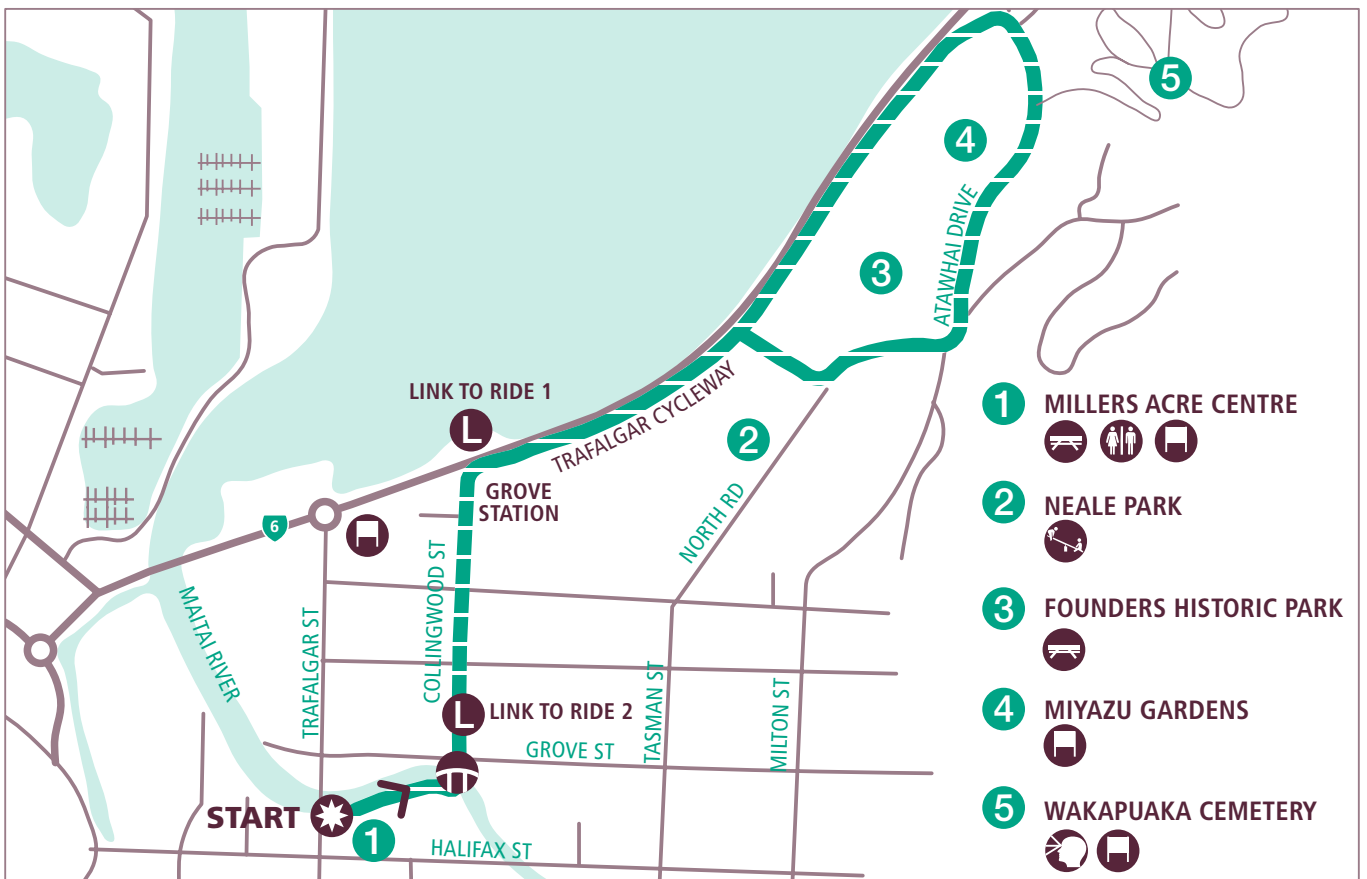 5
4
ATAWHAI DRIVE
3
LINK TO RIDE 1
L
TRAFALGAR CYCLEWAY
2
GROVE
STATION
6
NORTH RD
MAITAI RIVER
TRAFALGAR ST
COLLINGWOOD ST
L
LINK TO RIDE 2
TASMAN ST
MILTON ST
GROVE ST
START
1
HALIFAX ST
1 MILLERS ACRE CENTRE
2 NEALE PARK
3 FOUNDERS HISTORIC PARK
4 MIYAZU GARDENS
5 WAKAPUAKA CEMETERY